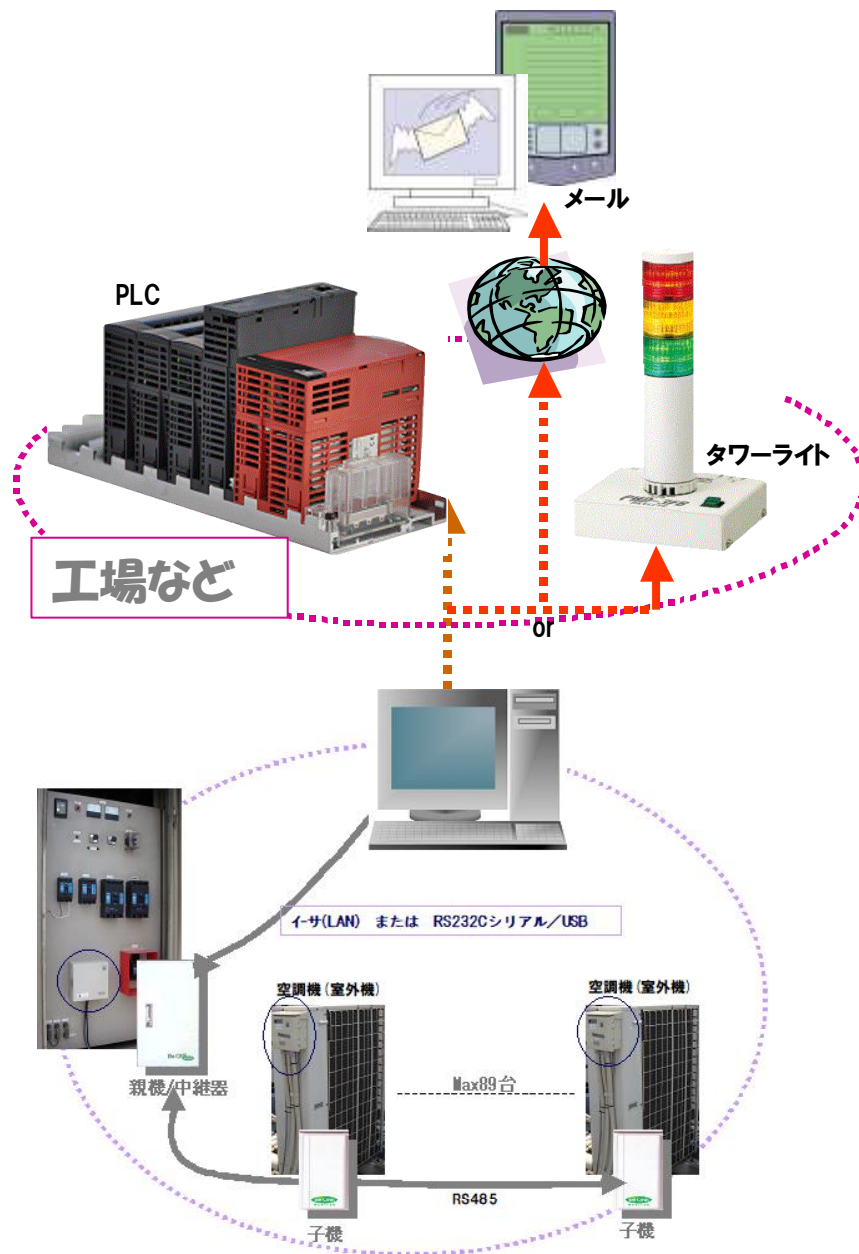 メール
PLC
タワーライト
工場など
or
イーサ(LAN) または RS232Cシリアル/USB
空調機(室外機)
空調機(室外機)
Max89台
親機/中継器
RS485
子機
子機